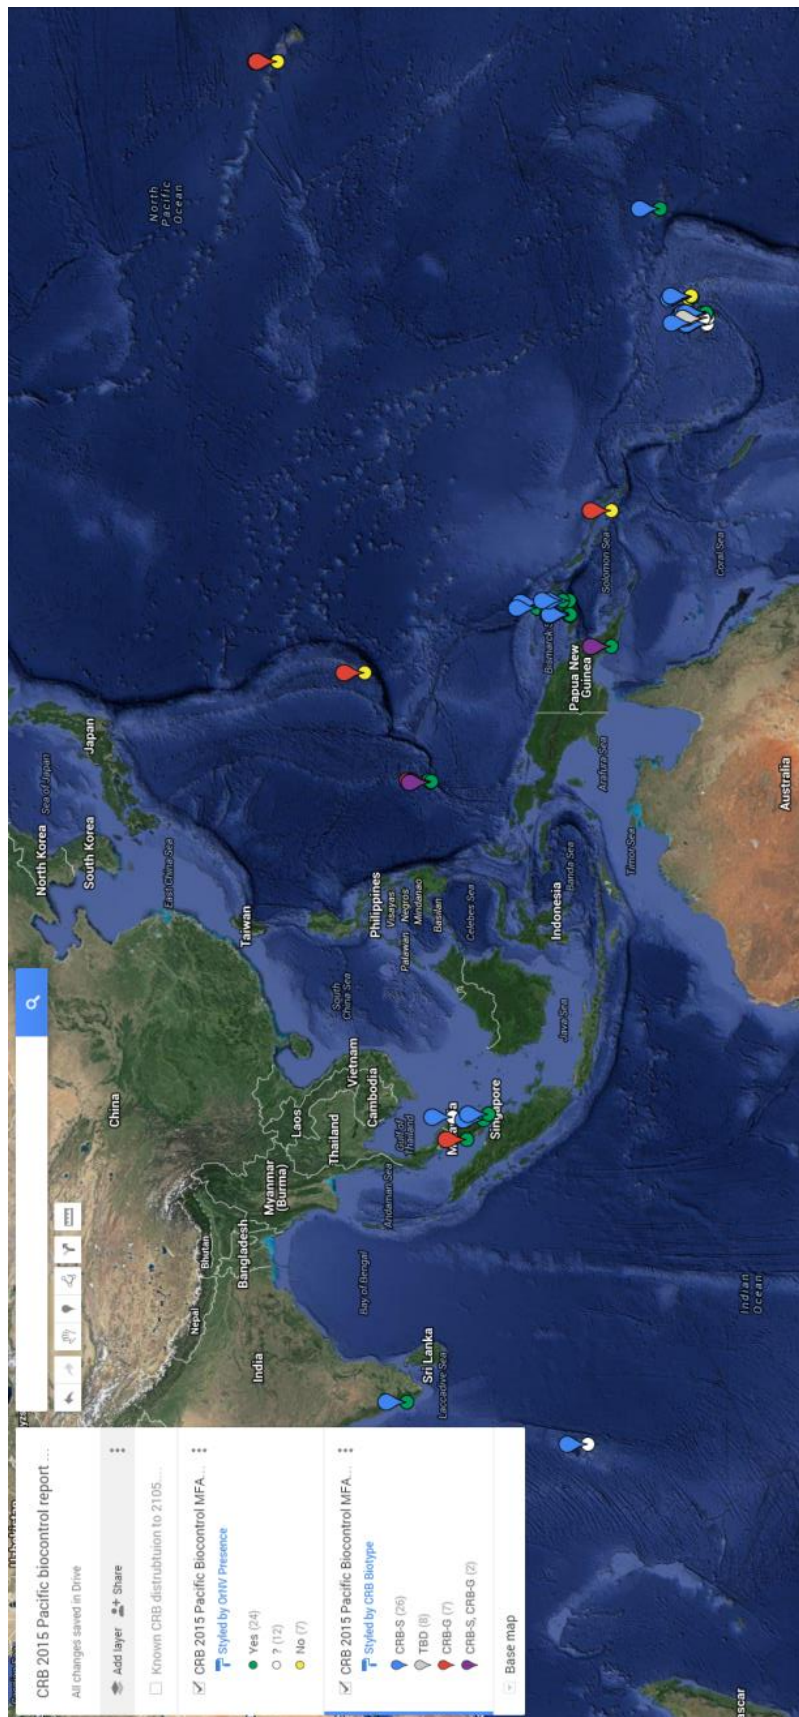 CRB 2015 Pacific biocontrol report ...
All changes saved in Drive
Add layer
Share
Known CRB distrubtuion to 2105...
CRB 2015 Pacific Biocontrol MFA...
Styled by OrNV Presence
Yes (24)
? (12)
No (7)
CRB 2015 Pacific Biocontrol MFA...
Styled by CRB Biotype
CRB-S (26)
TBD (8)
CRB-G (7)
CRB-S, CRB-G (2)
Base map
North Korea
Sea of Japan
Japan
South Korea
China
East China Sea
Taiwan
North
Pacific
Ocean
Nepal
Bhutan
Bangladesh
India
Myanmar
(Burma)
Laos
Thailand
Vietnam
Cambodia
South
China Sea
Philippines
Visayas
Palawan
Negros
Mindanao
Basilan
Bay of Bengal
Andaman Sea
Gulf of
Thailand
Sri Lanka
Laccadive Sea
Celebes Sea
Singapore
Indonesia
Java Sea
Banda Sea
Bismarck
Papua New
Guinea
Solomon Sea
Arafura Sea
Timor Sea
Coral Sea
Australia
Indian
Ocean
ascar